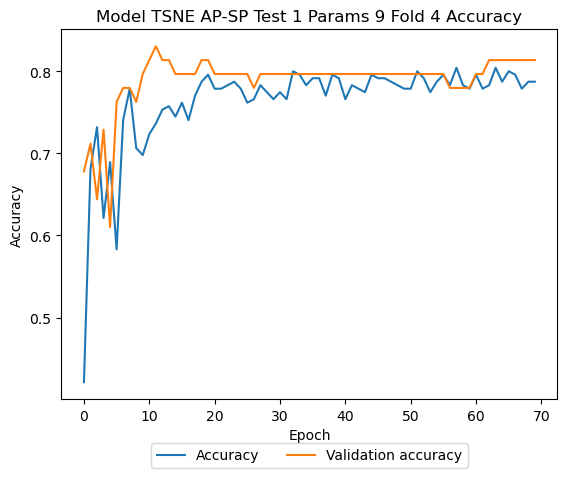 Model TSNE AP-SP Test 1 Params 9 Fold 4 Accuracy
Accuracy
0.8
0.7
0.6
0.5
0 10 20 30 40 50 60 70
Epoch
Accuracy Validation accuracy